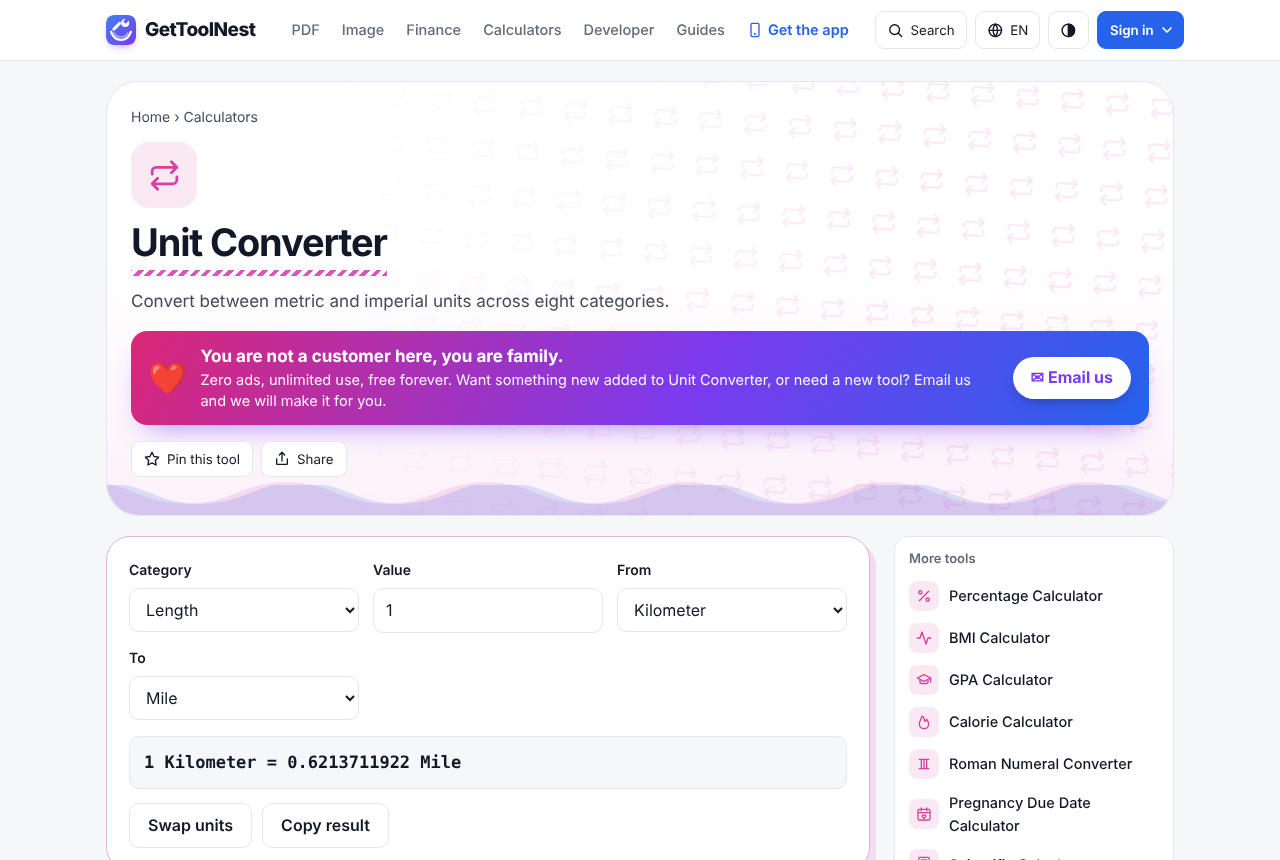 GetToolNest
PDF
Image
Finance
Calculators
Developer
Guides
Get the app
Search
EN
Sign in
Home › Calculators
Unit Converter
Convert between metric and imperial units across eight categories.
You are not a customer here, you are family.
Zero ads, unlimited use, free forever. Want something new added to Unit Converter, or need a new tool? Email us
and we will make it for you.
✉ Email us
Pin this tool
Share
Category
Value
From
Length
1
Kilometer
To
Mile
1 Kilometer = 0.6213711922 Mile
Swap units
Copy result
More tools
Percentage Calculator
BMI Calculator
GPA Calculator
Calorie Calculator
Roman Numeral Converter
Pregnancy Due Date
Calculator